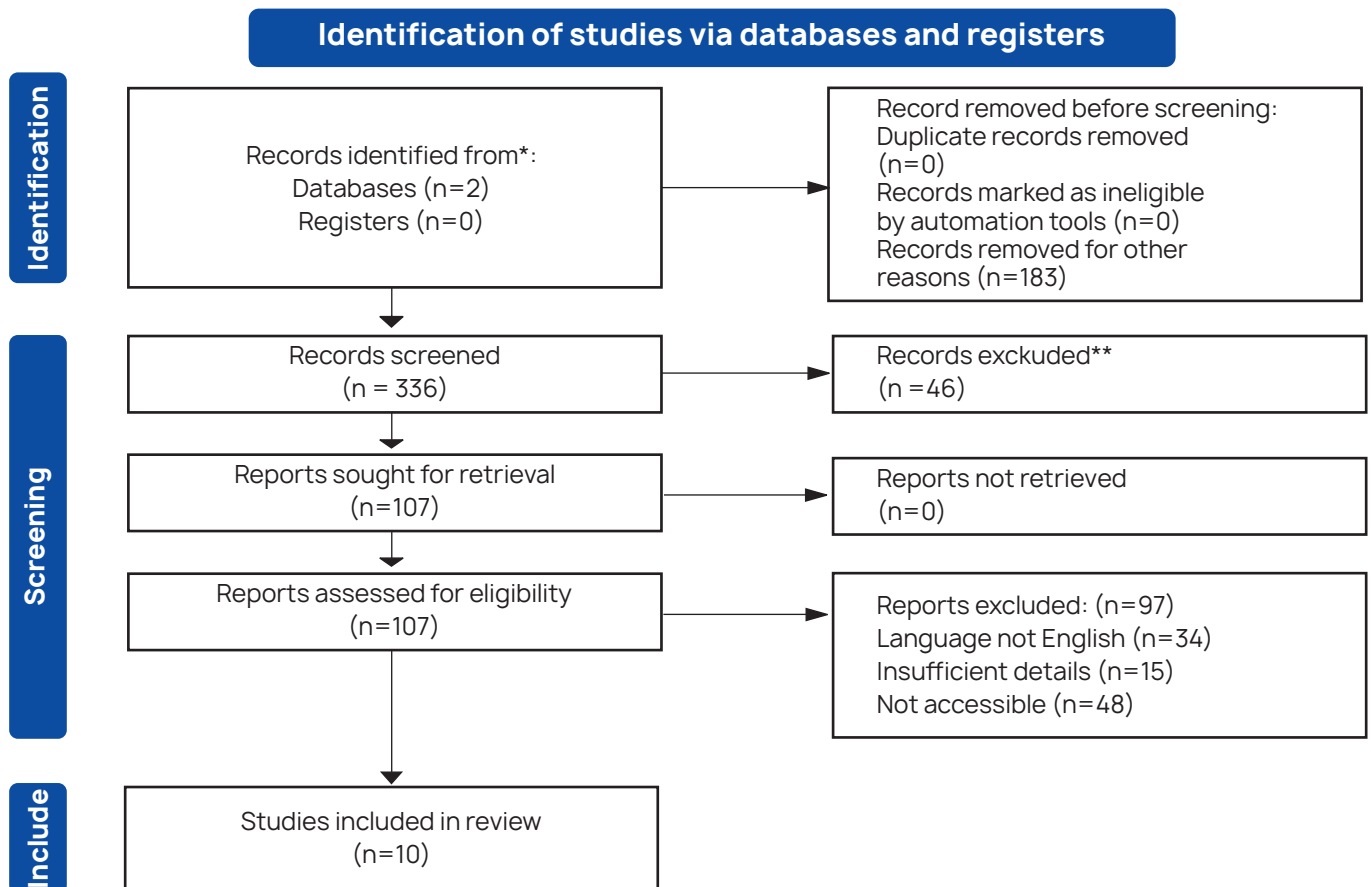 Identification of studies via databases and registers
Identification
Records identified from*:
Databases (n=2)
Registers (n=0)
Record removed before screening:
Duplicate records removed
(n=0)
Records marked as ineligible
by automation tools (n=0)
Records removed for other
reasons (n=183)
Screening
Records screened
(n = 336)
Records exckuded**
(n =46)
Reports sought for retrieval
(n=107)
Reports not retrieved
(n=0)
Reports assessed for eligibility
(n=107)
Reports excluded: (n=97)
Language not English (n=34)
Insufficient details (n=15)
Not accessible (n=48)
Include
Studies included in review
(n=10)